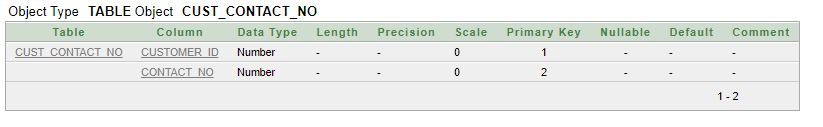 Object Type TABLE Object CUST_CONTACT_NO
Table Column Data Type Length Precision Scale Primary Key Nullable Default Comment
CUST_CONTACT_NO CUSTOMER_ID Number - - 0 1 - - -
CONTACT_NO Number - - 0 2 - - -
1 - 2